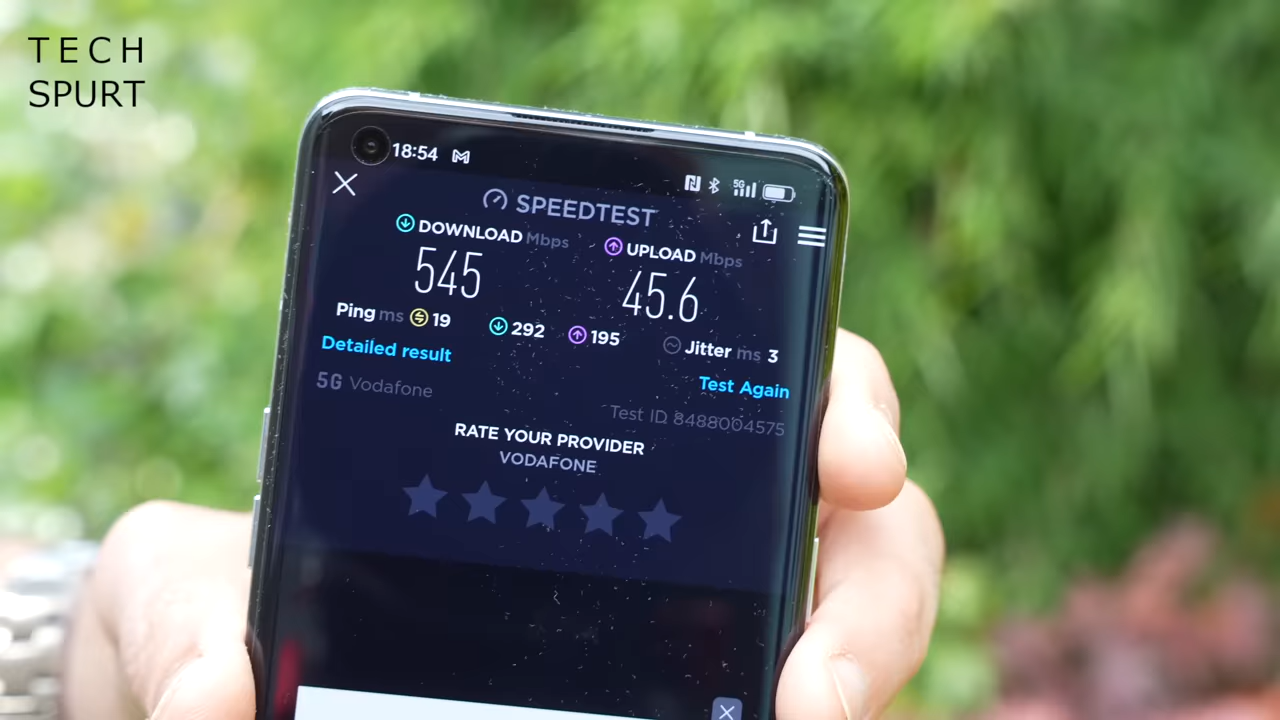 TECH
SPURT
18:54
5G
SPEEDTEST
DOWNLOAD Mbps
UPLOAD Mbps
545
45.6
Ping ms 19
292
195
Jitter ms 3
Detailed result
Test Again
5G Vodafone
Test ID 8488004575
RATE YOUR PROVIDER
VODAFONE